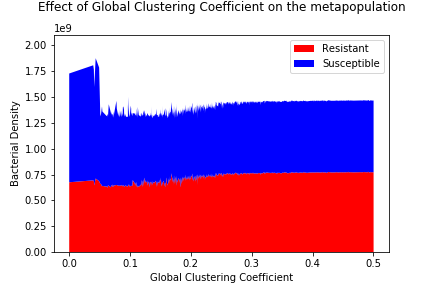 Effect of Global Clustering Coefficient on the metapopulation
1e9
2.00
1.75
1.50
1.25
1.00
0.75
0.50
0.25
0.00
Resistant
Susceptible
Bacterial Density
0.0 0.1 0.2 0.3 0.4 0.5
Global Clustering Coefficient